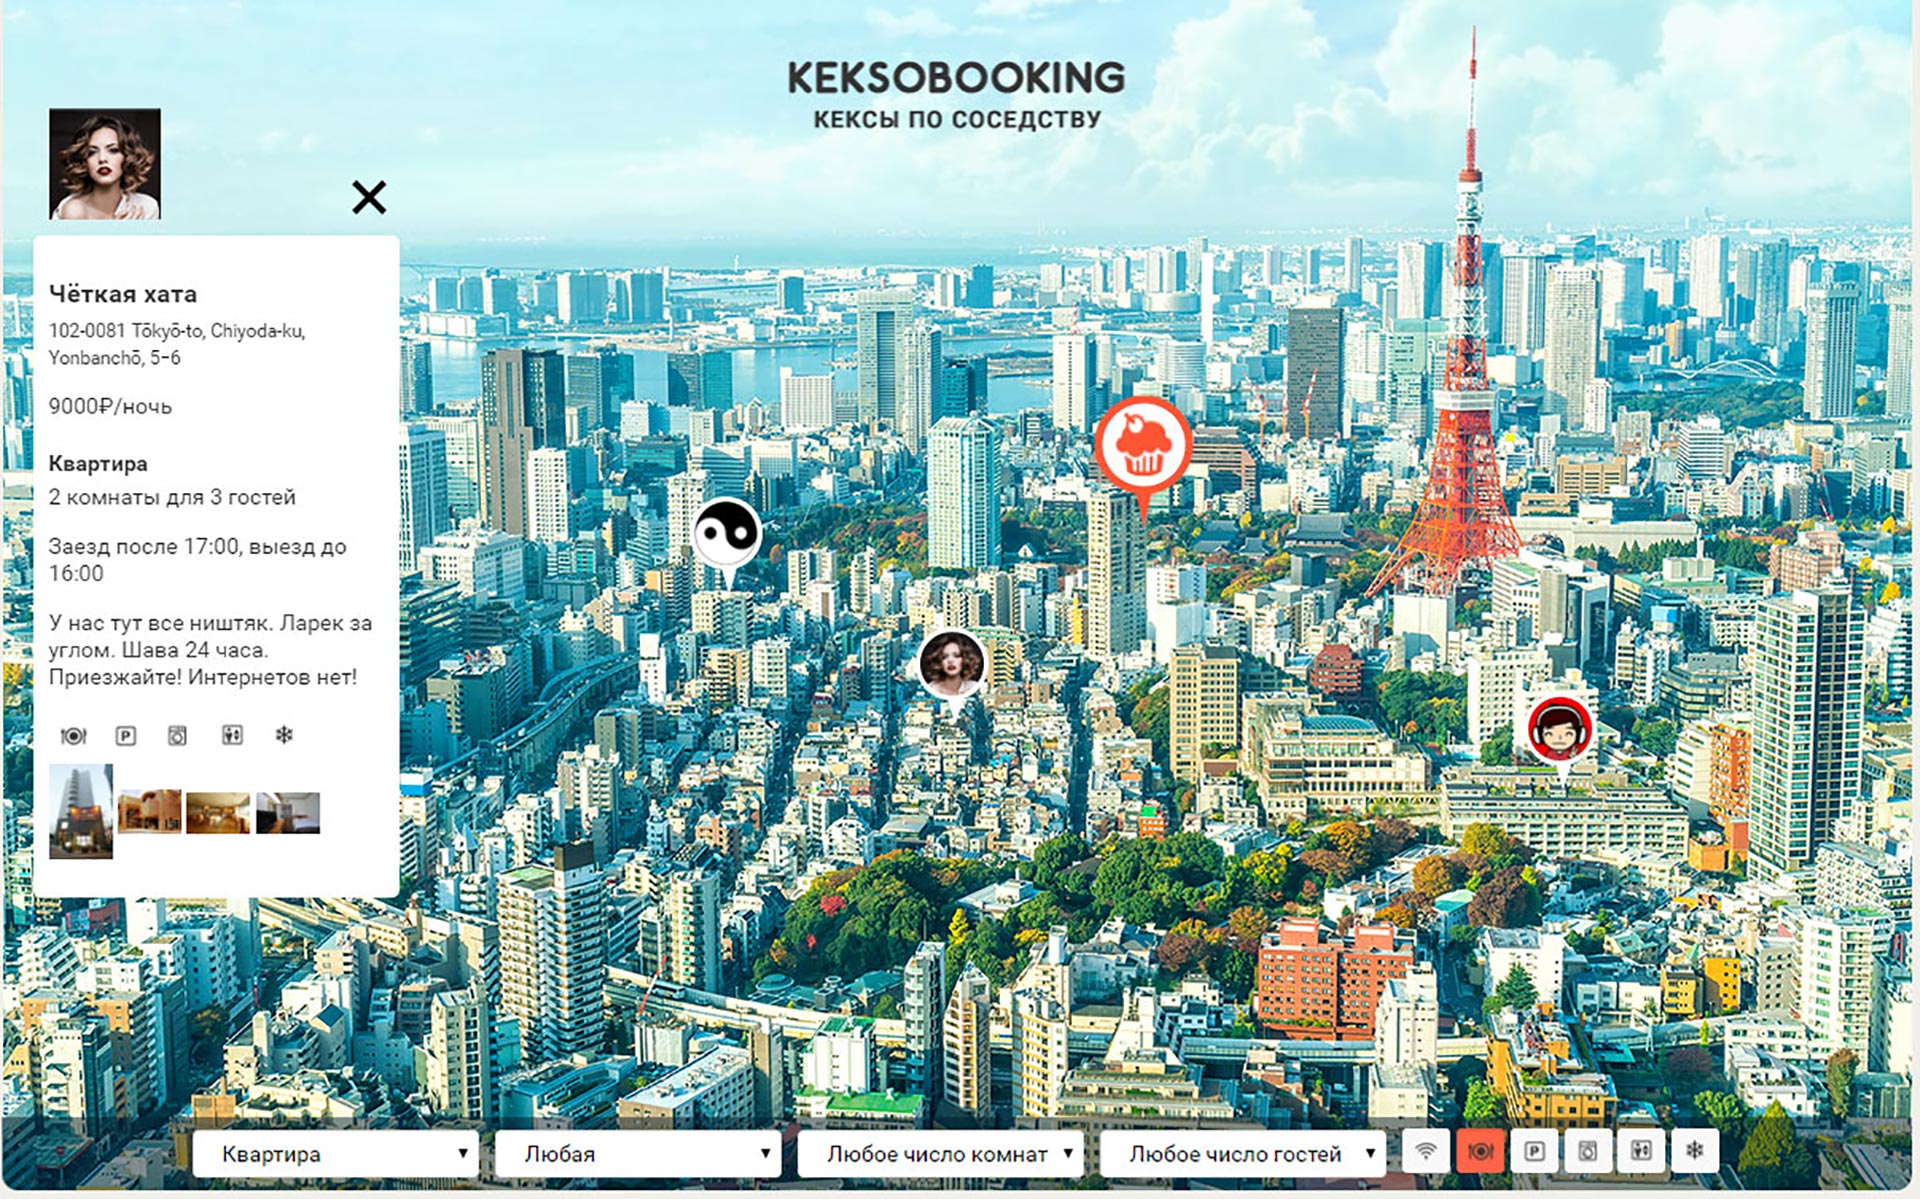 KEKSOBOOKING
КЕКСЫ ПО СОСЕДСТВУ
Чёткая хата
102-0081 Tōkyō-to, Chiyoda-ku,
Yonbanchō, 5−6
9000₽/ночь
Квартира
2 комнаты для 3 гостей
Заезд после 17:00, выезд до
16:00
У нас тут все ништяк. Ларек за
углом. Шава 24 часа.
Приезжайте! Интернетов нет!
P
Квартира
Любая
Любое число комнат
Любое число гостей
P